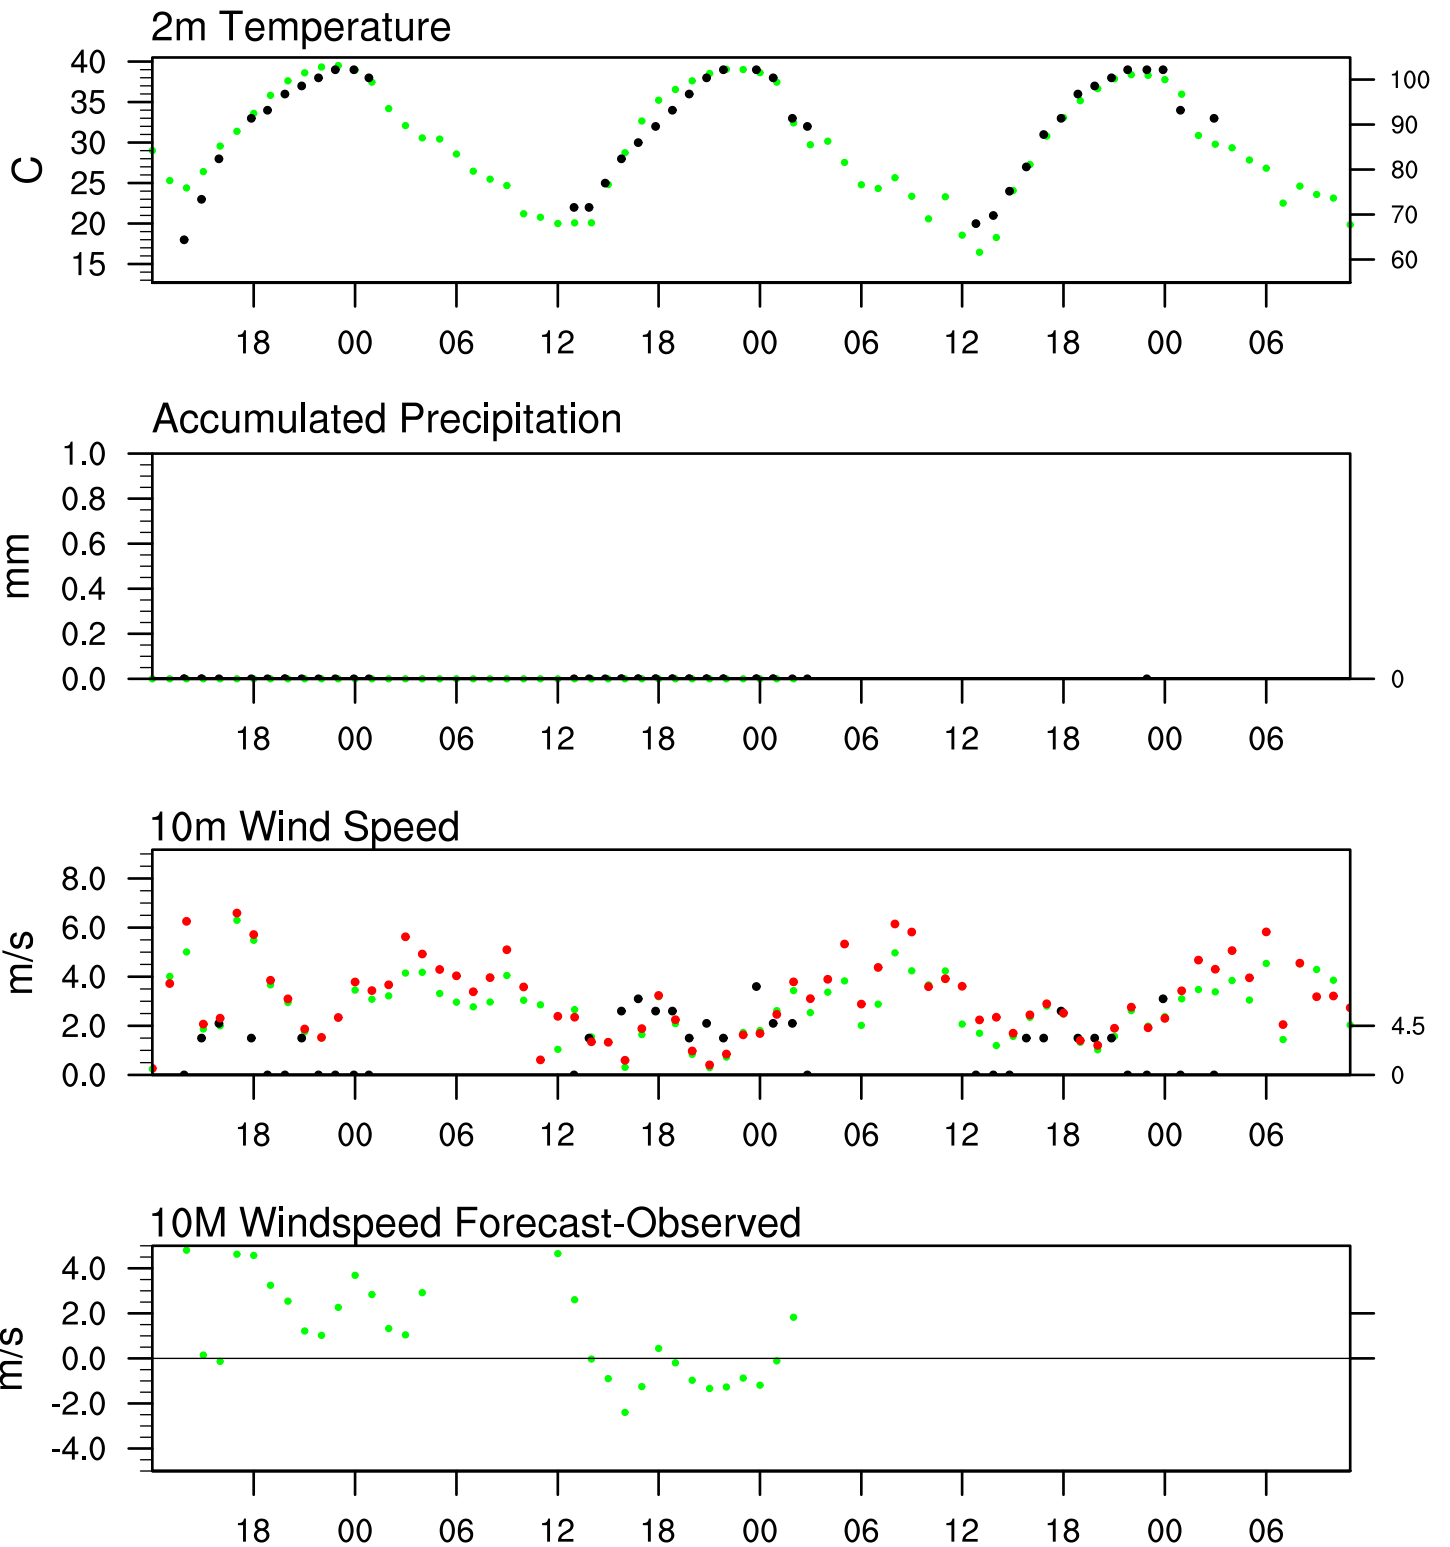 2m Temperature
40
35
30
25
20
15
C
100
90
80
70
60
18 00 06 12 18 00 06 12 18 00 06
Accumulated Precipitation
1.0
0.8
0.6
0.4
0.2
0.0
mm
0
18 00 06 12 18 00 06 12 18 00 06
10m Wind Speed
8.0
6.0
4.0
2.0
0.0
m/s
4.5
0
18 00 06 12 18 00 06 12 18 00 06
10M Windspeed Forecast-Observed
4.0
2.0
0.0
-2.0
-4.0
m/s
18 00 06 12 18 00 06 12 18 00 06